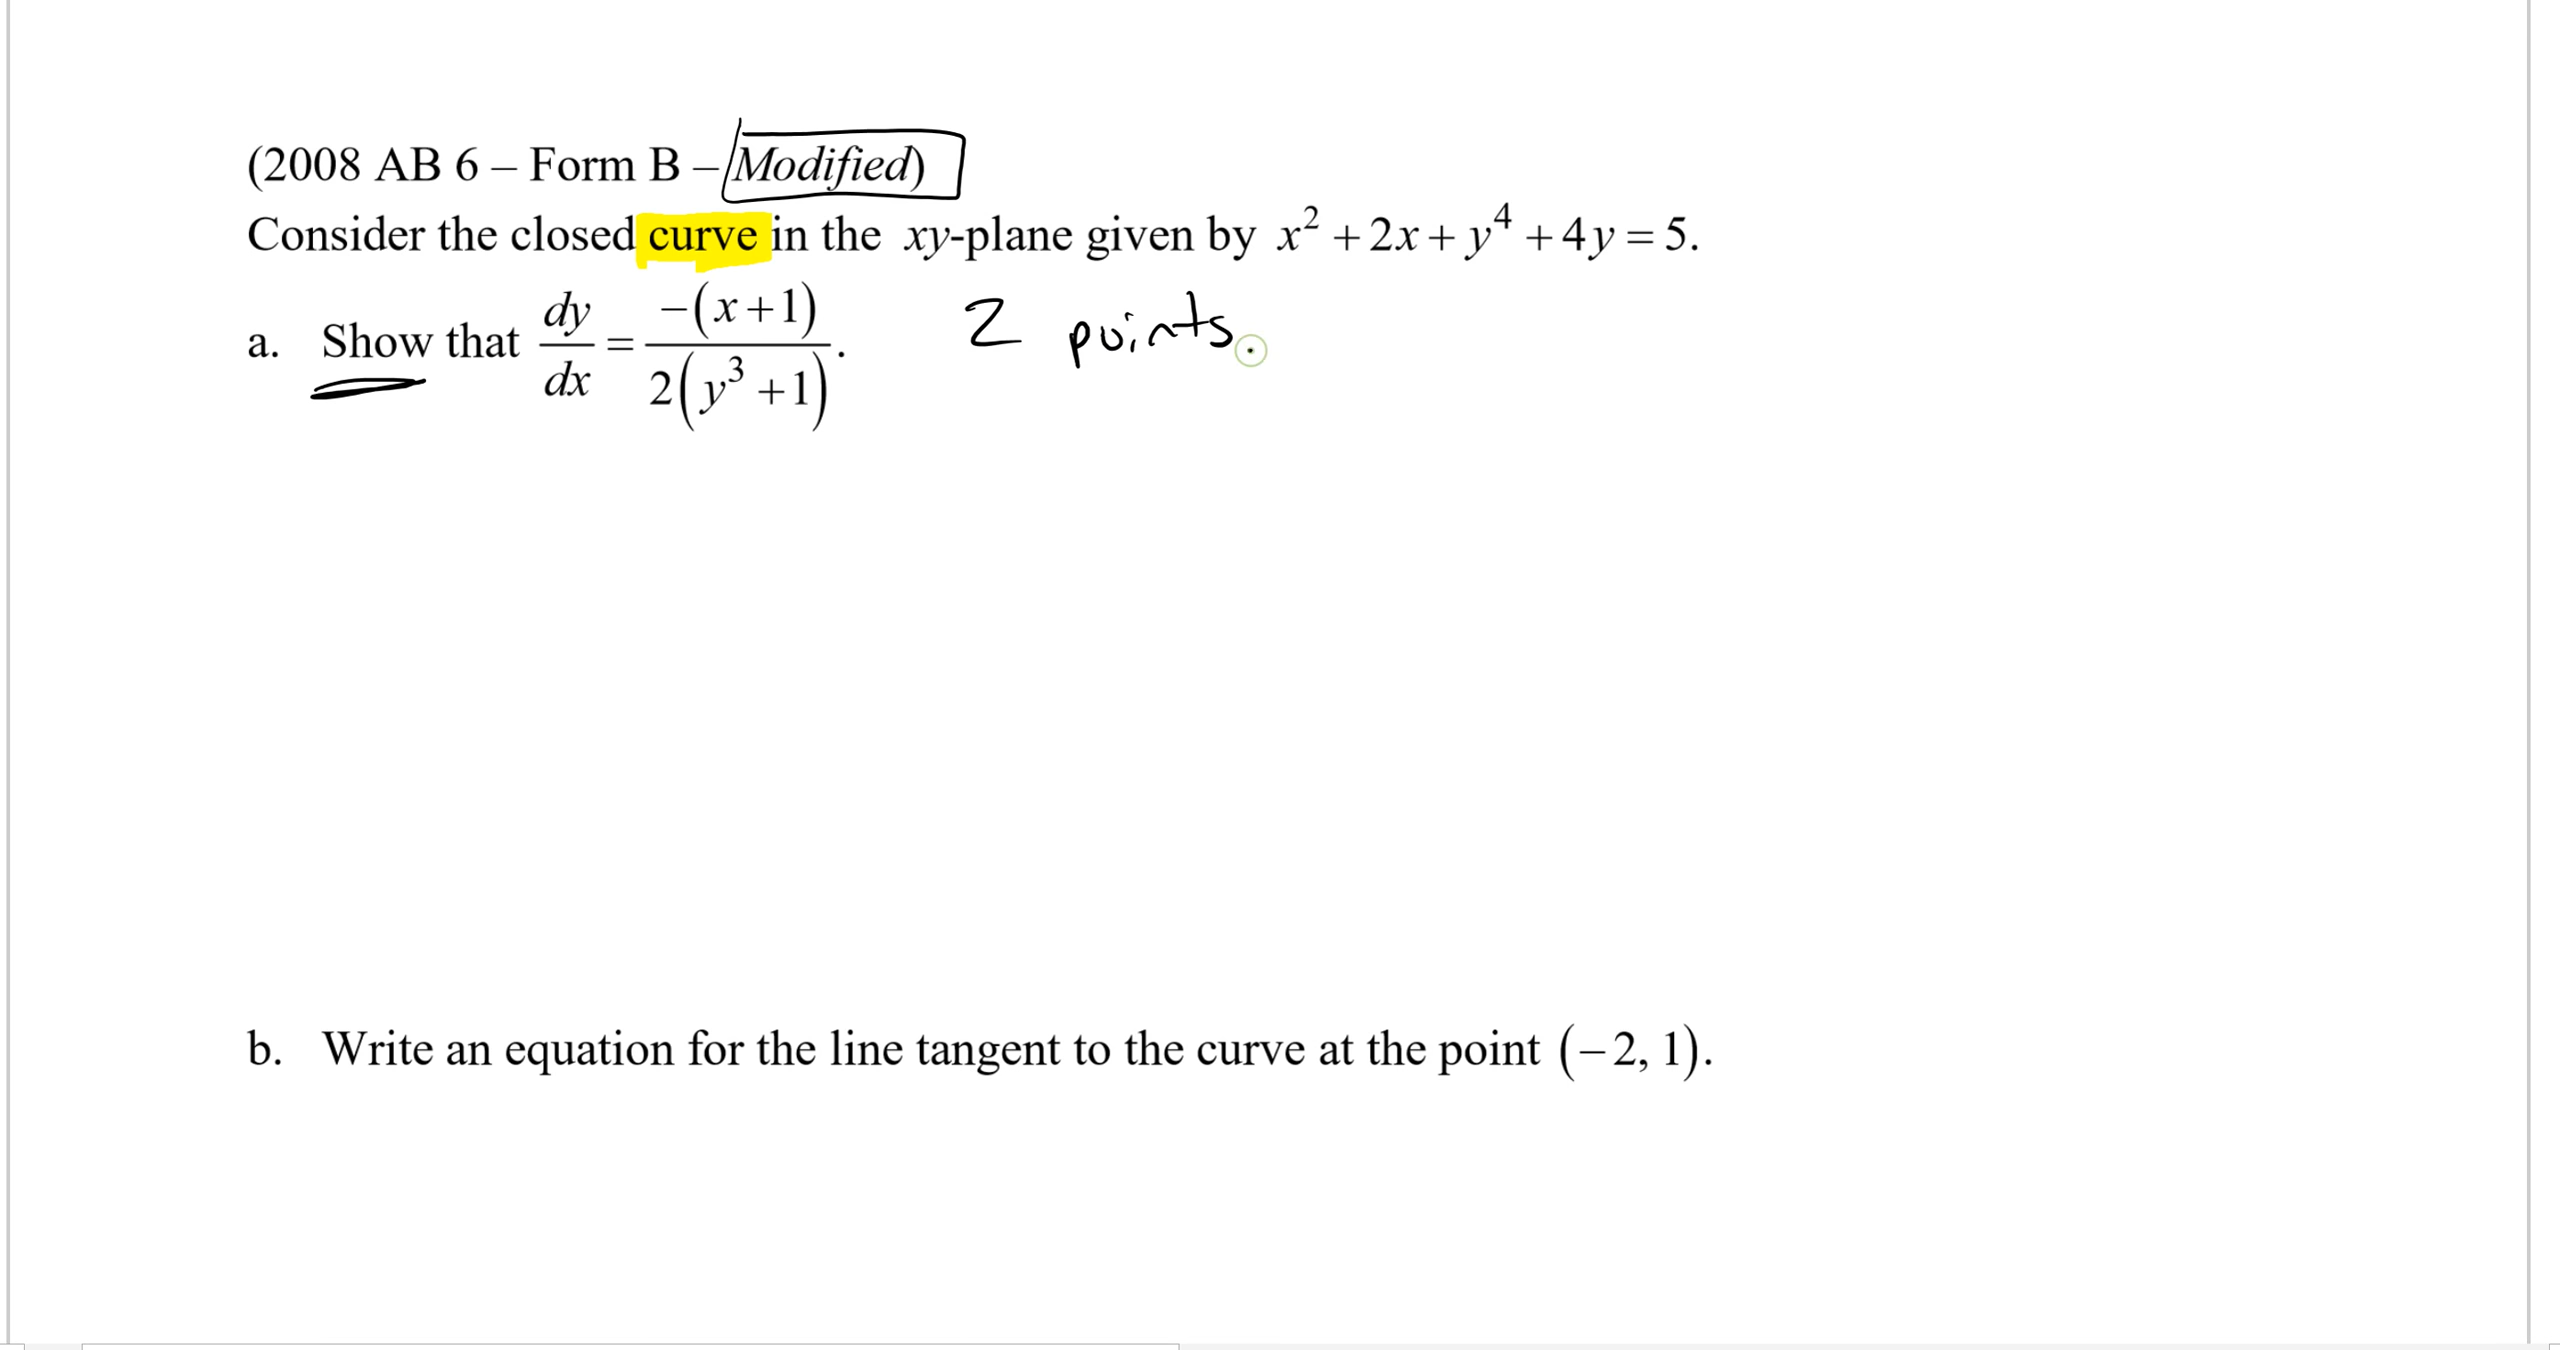 (2008 AB 6 – Form B – Modified)
Consider the closed curve in the xy-plane given by x² + 2x + y⁴ + 4y = 5.
a. Show that dy/dx = -(x+1)/(2(y³+1)). 2 points.
b. Write an equation for the line tangent to the curve at the point (−2, 1).